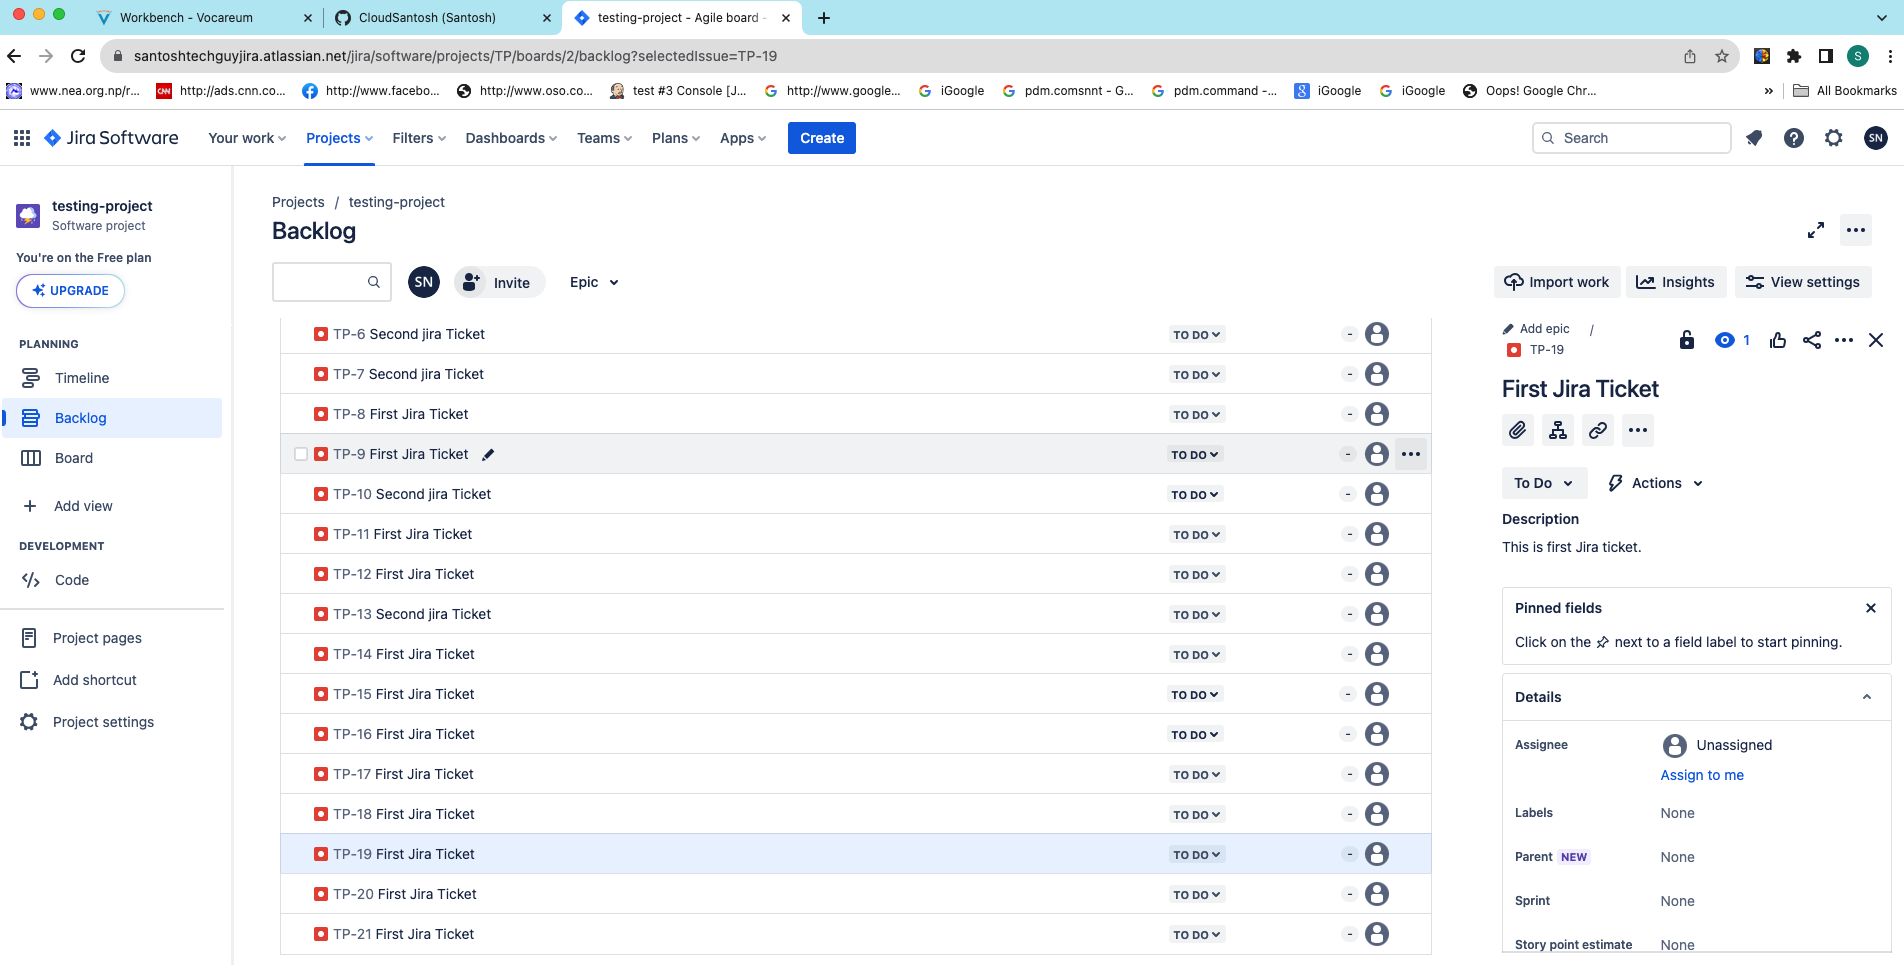 Workbench - Vocareum
CloudSantosh (Santosh)
testing-project - Agile board -
santoshtechguyjira.atlassian.net/jira/software/projects/TP/boards/2/backlog?selectedIssue=TP-19
S
www.nea.org.np/r...
CNN
http://ads.cnn.co...
http://www.facebo...
http://www.oso.co...
test #3 Console [J...
http://www.google...
iGoogle
pdm.comsnnt - G...
pdm.command -...
iGoogle
iGoogle
Oops! Google Chr...
»
All Bookmarks
Jira Software
Your work
Projects
Filters
Dashboards
Teams
Plans
Apps
Create
Search
SN
testing-project
Software project
You're on the Free plan
UPGRADE
PLANNING
Timeline
Backlog
Board
Add view
DEVELOPMENT
Code
Project pages
Add shortcut
Project settings
Projects / testing-project
Backlog
SN
Invite
Epic
Import work
Insights
View settings
TP-6 Second jira Ticket TO DO -
TP-7 Second jira Ticket TO DO -
TP-8 First Jira Ticket TO DO -
TP-9 First Jira Ticket TO DO -
TP-10 Second jira Ticket TO DO -
TP-11 First Jira Ticket TO DO -
TP-12 First Jira Ticket TO DO -
TP-13 Second jira Ticket TO DO -
TP-14 First Jira Ticket TO DO -
TP-15 First Jira Ticket TO DO -
TP-16 First Jira Ticket TO DO -
TP-17 First Jira Ticket TO DO -
TP-18 First Jira Ticket TO DO -
TP-19 First Jira Ticket TO DO -
TP-20 First Jira Ticket TO DO -
TP-21 First Jira Ticket TO DO -
Add epic /
TP-19
1
First Jira Ticket
To Do
Actions
Description
This is first Jira ticket.
Pinned fields
Click on the next to a field label to start pinning.
Details
Assignee Unassigned
Assign to me
Labels None
Parent NEW None
Sprint None
Story point estimate None